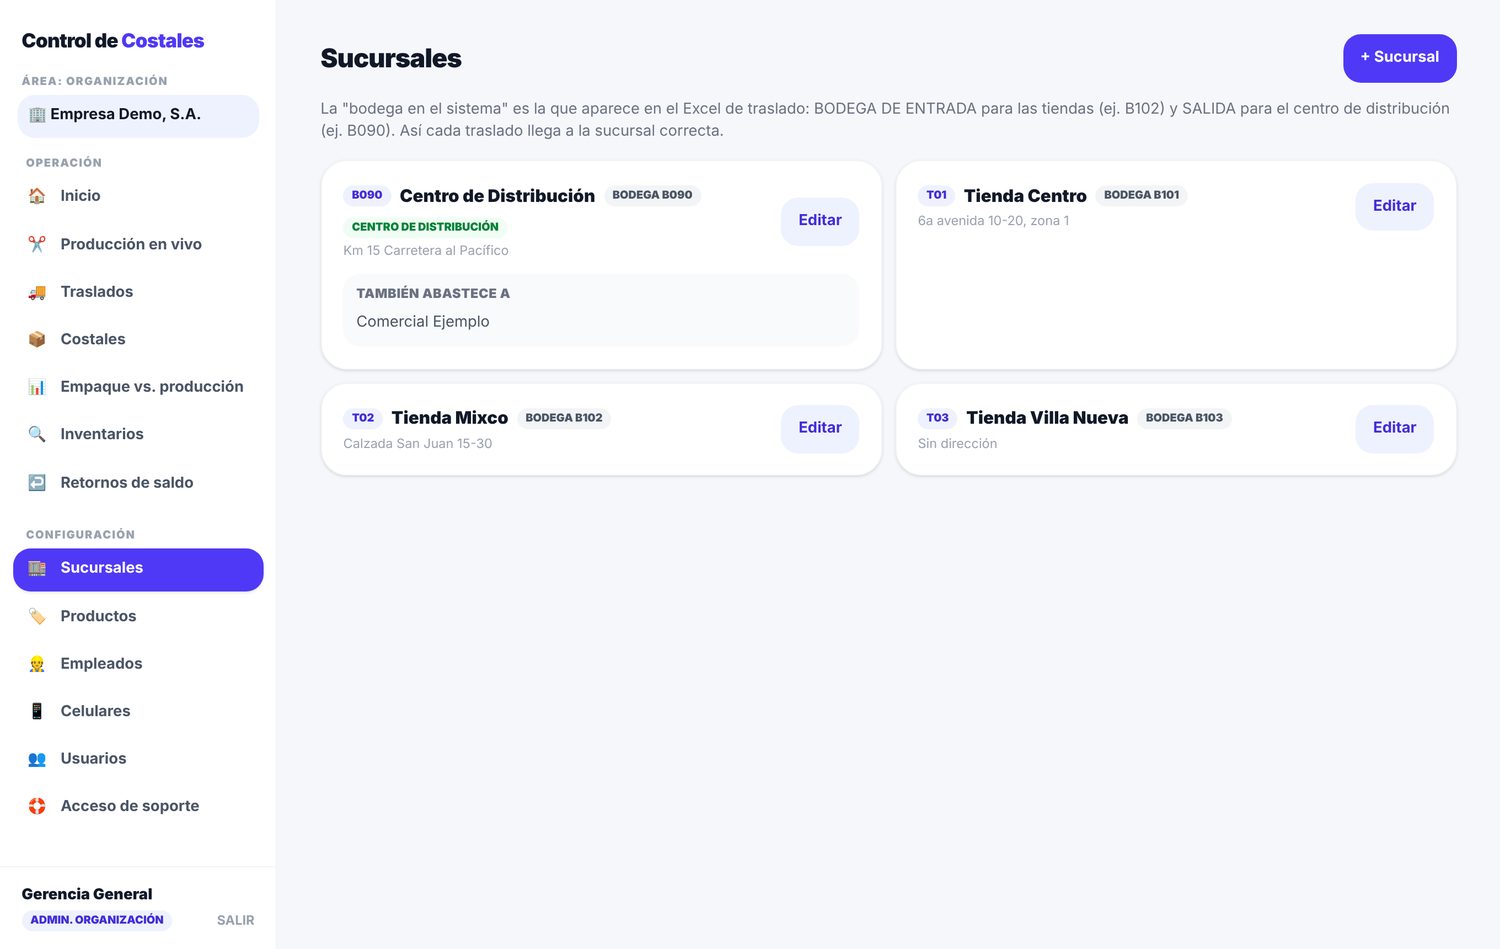 Control de Costales
ÁREA: ORGANIZACIÓN
Empresa Demo, S.A.
OPERACIÓN
Inicio
Producción en vivo
Traslados
Costales
Empaque vs. producción
Inventarios
Retornos de saldo
CONFIGURACIÓN
Sucursales
Productos
Empleados
Celulares
Usuarios
Acceso de soporte
Gerencia General
ADMIN. ORGANIZACIÓN SALIR
Sucursales
+ Sucursal
La "bodega en el sistema" es la que aparece en el Excel de traslado: BODEGA DE ENTRADA para las tiendas (ej. B102) y SALIDA para el centro de distribución
(ej. B090). Así cada traslado llega a la sucursal correcta.
B090 Centro de Distribución BODEGA B090
CENTRO DE DISTRIBUCIÓN
Km 15 Carretera al Pacífico
Editar
TAMBIÉN ABASTECE A
Comercial Ejemplo
T01 Tienda Centro BODEGA B101
6a avenida 10-20, zona 1
Editar
T02 Tienda Mixco BODEGA B102
Calzada San Juan 15-30
Editar
T03 Tienda Villa Nueva BODEGA B103
Sin dirección
Editar